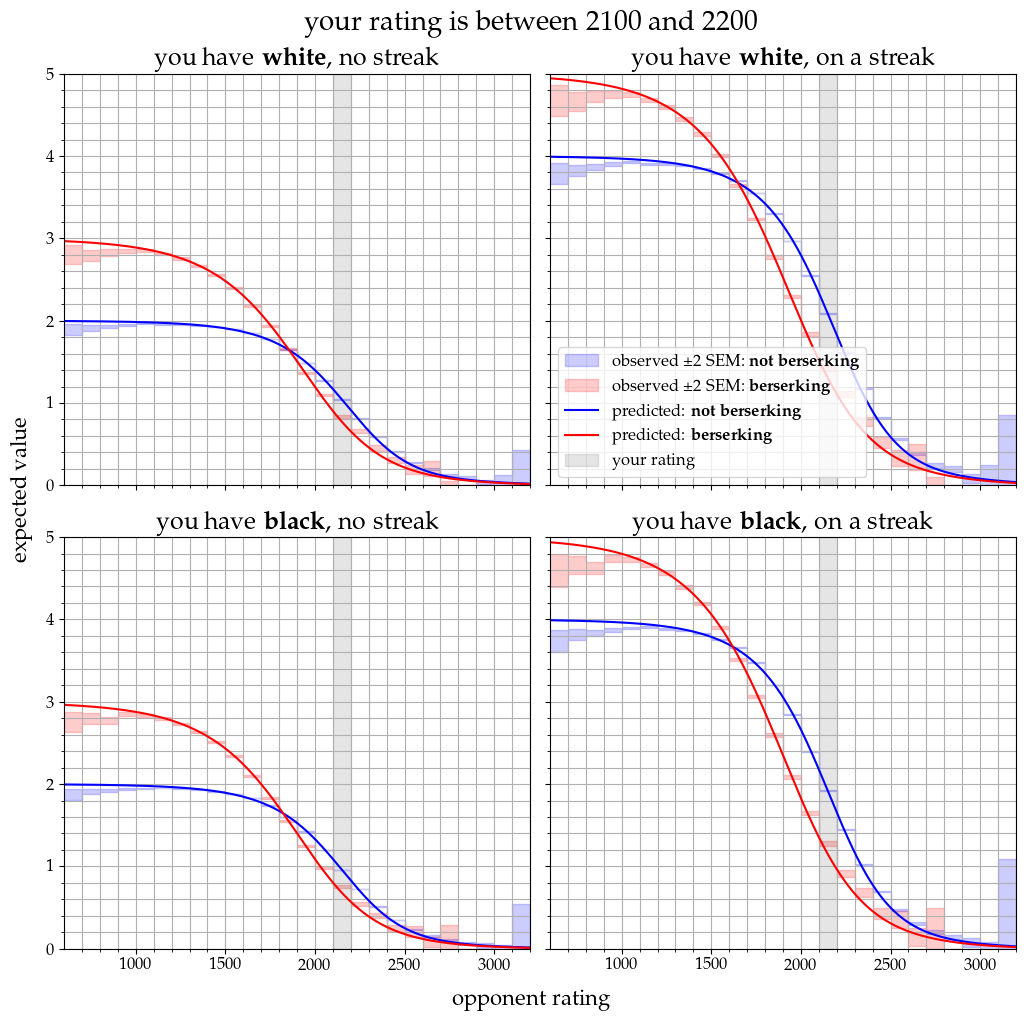 your rating is between 2100 and 2200
you have white, no streak
you have white, on a streak
5
4
3
2
1
0
observed ±2 SEM: not berserking
observed ±2 SEM: berserking
predicted: not berserking
predicted: berserking
your rating
expected value
you have black, no streak
you have black, on a streak
5
4
3
2
1
0
1000 1500 2000 2500 3000
1000 1500 2000 2500 3000
opponent rating